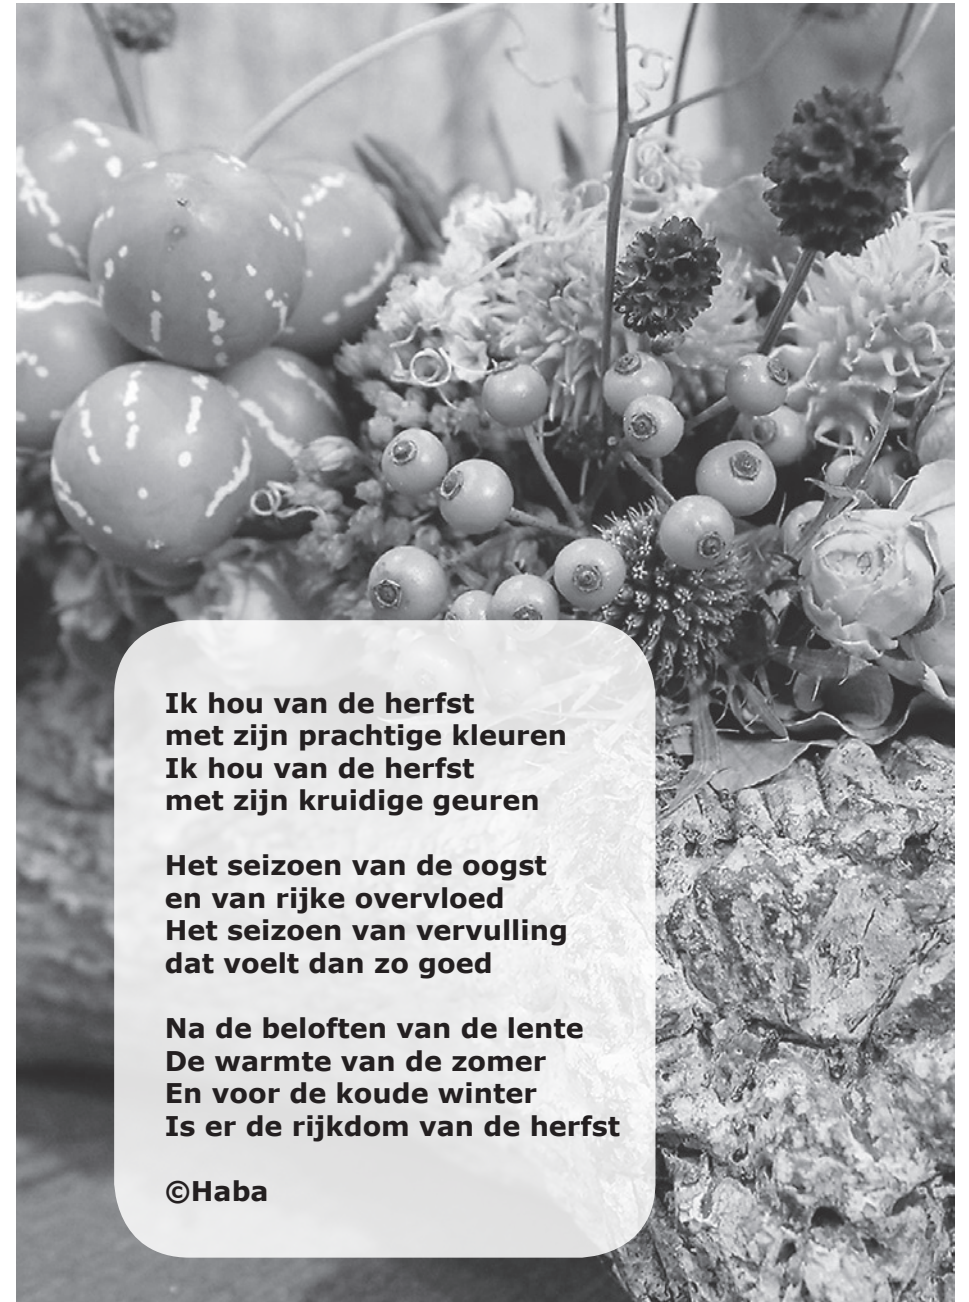 Ik hou van de herfst
met zijn prachtige kleuren
Ik hou van de herfst
met zijn kruidige geuren

Het seizoen van de oogst
en van rijke overvloed
Het seizoen van vervulling
dat voelt dan zo goed

Na de beloften van de lente
De warmte van de zomer
En voor de koude winter
Is er de rijkdom van de herfst

©Haba